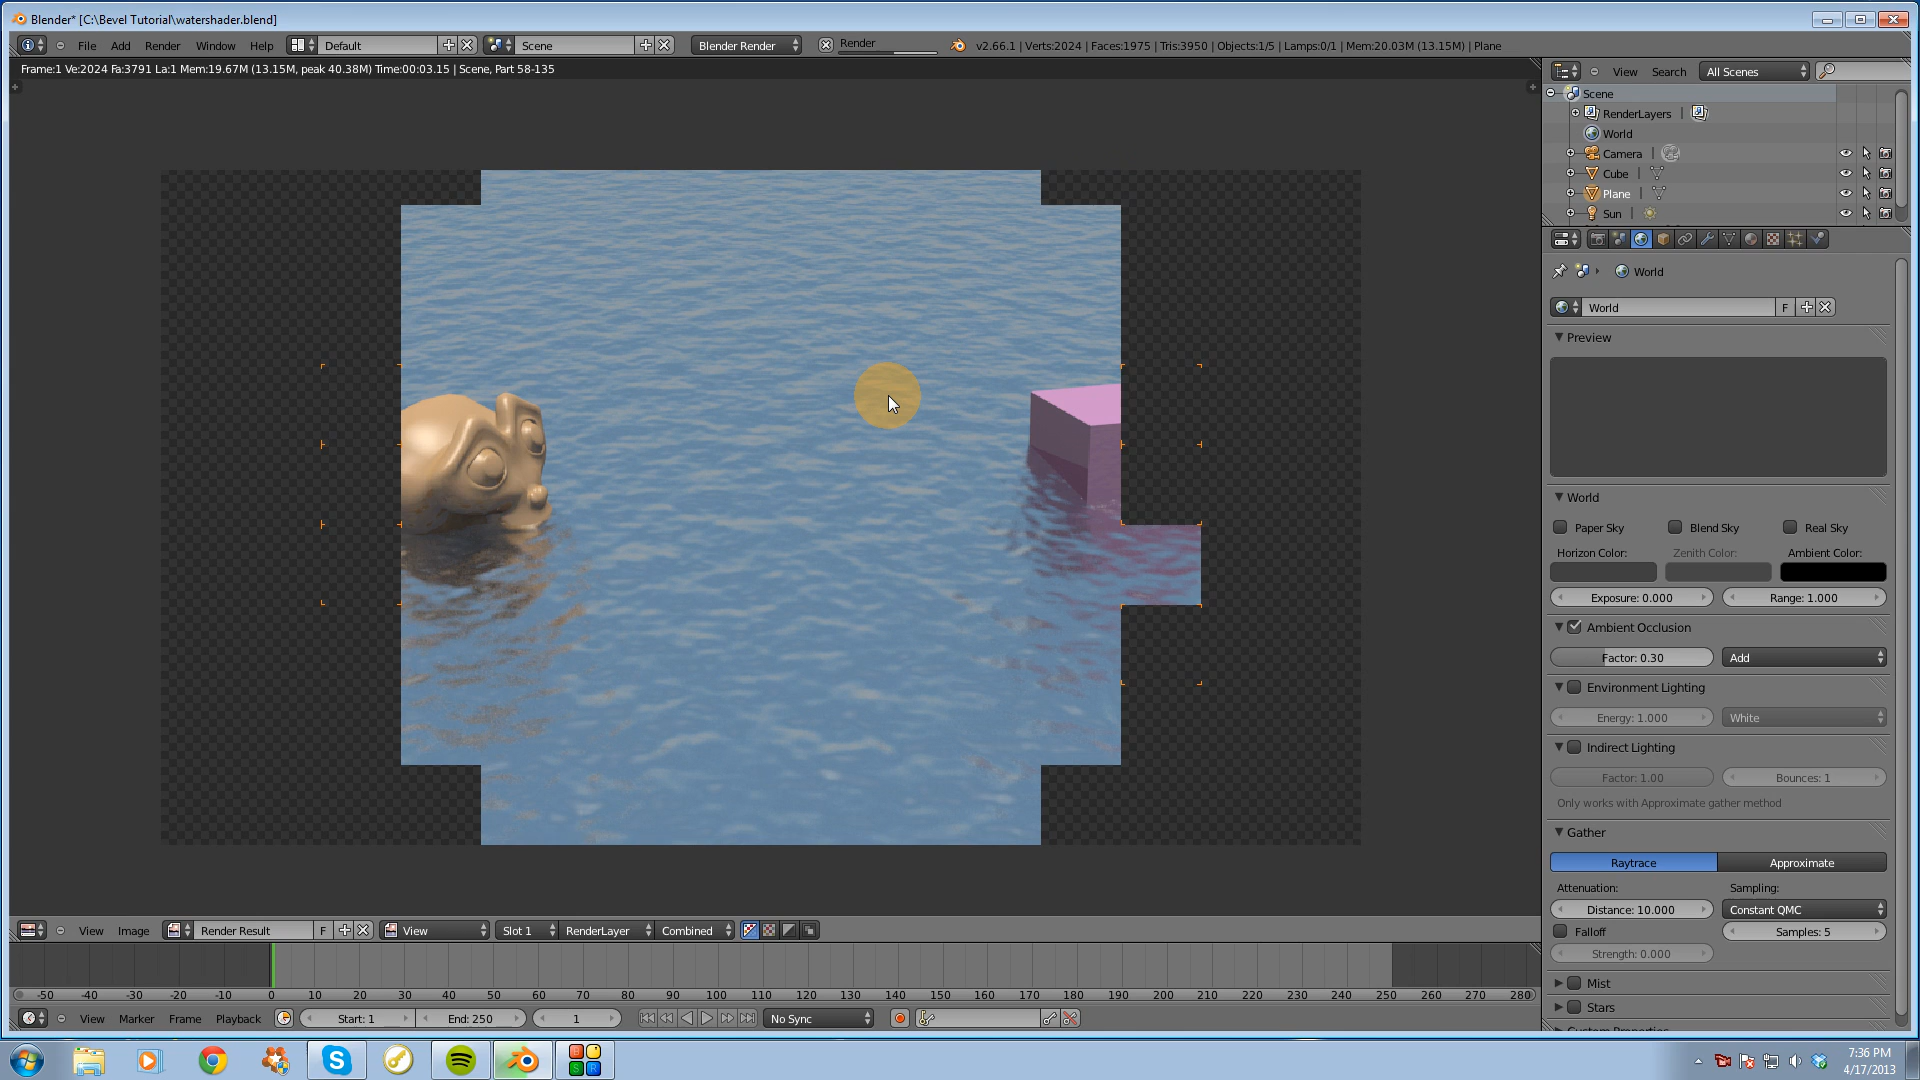 Blender* [C:\Bevel Tutorial\watershader.blend]
File Add Render Window Help Default Scene Blender Render Render v2.66.1 | Verts:2024 | Faces:1975 | Tris:3950 | Objects:1/5 | Lamps:0/1 | Mem:20.03M (13.15M) | Plane
Frame:1 Ve:2024 Fa:3791 La:1 Mem:19.67M (13.15M, peak 40.38M) Time:00:03.15 | Scene, Part 58-135
View Search All Scenes
Scene
RenderLayers |
World
Camera |
Cube |
Plane |
Sun |
World
World F
Preview
World
Paper Sky Blend Sky Real Sky
Horizon Color: Zenith Color: Ambient Color:
Exposure: 0.000 Range: 1.000
Ambient Occlusion
Factor: 0.30 Add
Environment Lighting
Energy: 1.000 White
Indirect Lighting
Factor: 1.00 Bounces: 1
Only works with Approximate gather method
Gather
Raytrace Approximate
Attenuation: Sampling:
Distance: 10.000 Constant QMC
Falloff Samples: 5
Strength: 0.000
Mist
Stars
View Image Render Result F View Slot 1 RenderLayer Combined
-50 -40 -30 -20 -10 0 10 20 30 40 50 60 70 80 90 100 110 120 130 140 150 160 170 180 190 200 210 220 230 240 250 260 270 280
View Marker Frame Playback Start: 1 End: 250 1 No Sync
7:36 PM
4/17/2013